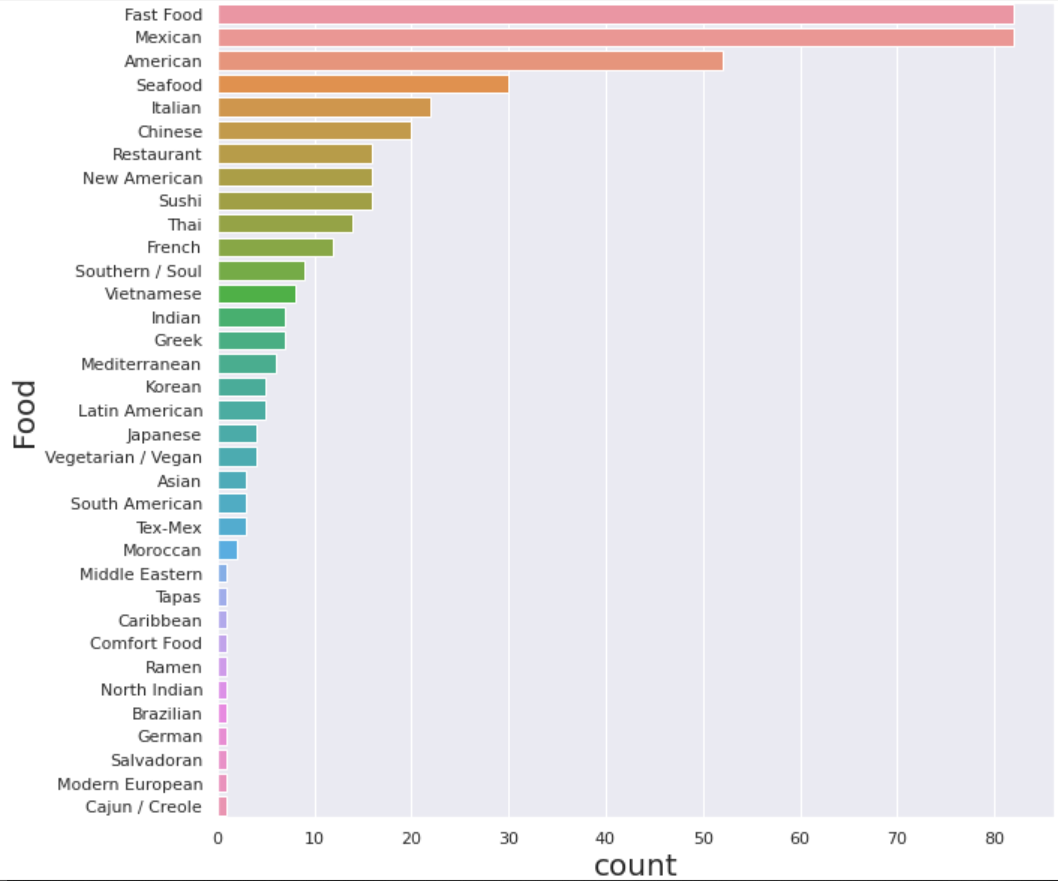 Fast Food
Mexican
American
Seafood
Italian
Chinese
Restaurant
New American
Sushi
Thai
French
Southern / Soul
Vietnamese
Indian
Greek
Mediterranean
Korean
Latin American
Japanese
Vegetarian / Vegan
Asian
South American
Tex-Mex
Moroccan
Middle Eastern
Tapas
Caribbean
Comfort Food
Ramen
North Indian
Brazilian
German
Salvadoran
Modern European
Cajun / Creole
Food
0 10 20 30 40 50 60 70 80
count